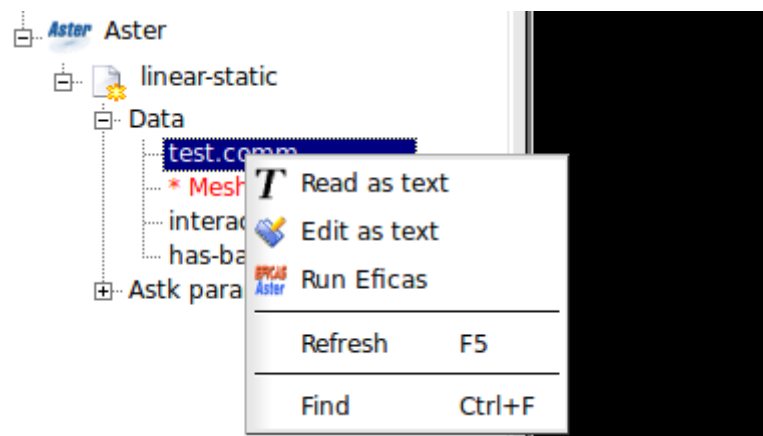 Aster Aster
linear-static
Data
test.comm
* Mesh
Read as text
interac
Edit as text
has-ba
EFICAS
Aster
Run Eficas
Astk para
Refresh F5
Find Ctrl+F